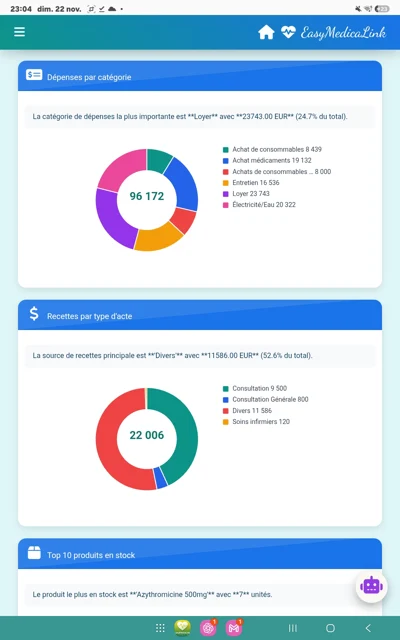 23:04 dim. 22 nov.
EasyMedicaLink
Dépenses par catégorie
La catégorie de dépenses la plus importante est **Loyer** avec **23743.00 EUR** (24.7% du total).
96 172
Achat de consommables 8 439
Achat médicaments 19 132
Achats de consommables ... 8 000
Entretien 16 536
Loyer 23 743
Électricité/Eau 20 322
Recettes par type d'acte
La source de recettes principale est **'Divers'** avec **11586.00 EUR** (52.6% du total).
22 006
Consultation 9 500
Consultation Générale 800
Divers 11 586
Soins infirmiers 120
Top 10 produits en stock
Le produit le plus en stock est **'Azythromicine 500mg'** avec **7** unités.